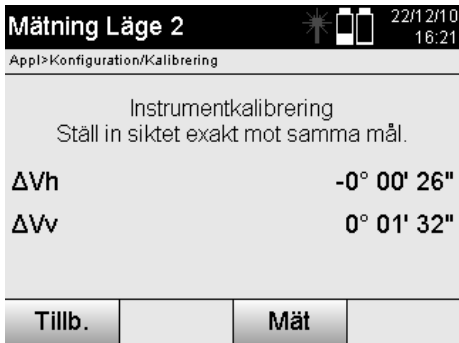 Mätning Läge 2
22/12/10
16:21
Appl>Konfiguration/Kalibrering
Instrumentkalibrering
Ställ in siktet exakt mot samma mål.
ΔVh -0° 00' 26"
ΔVv 0° 01' 32"
Tillb. Mät